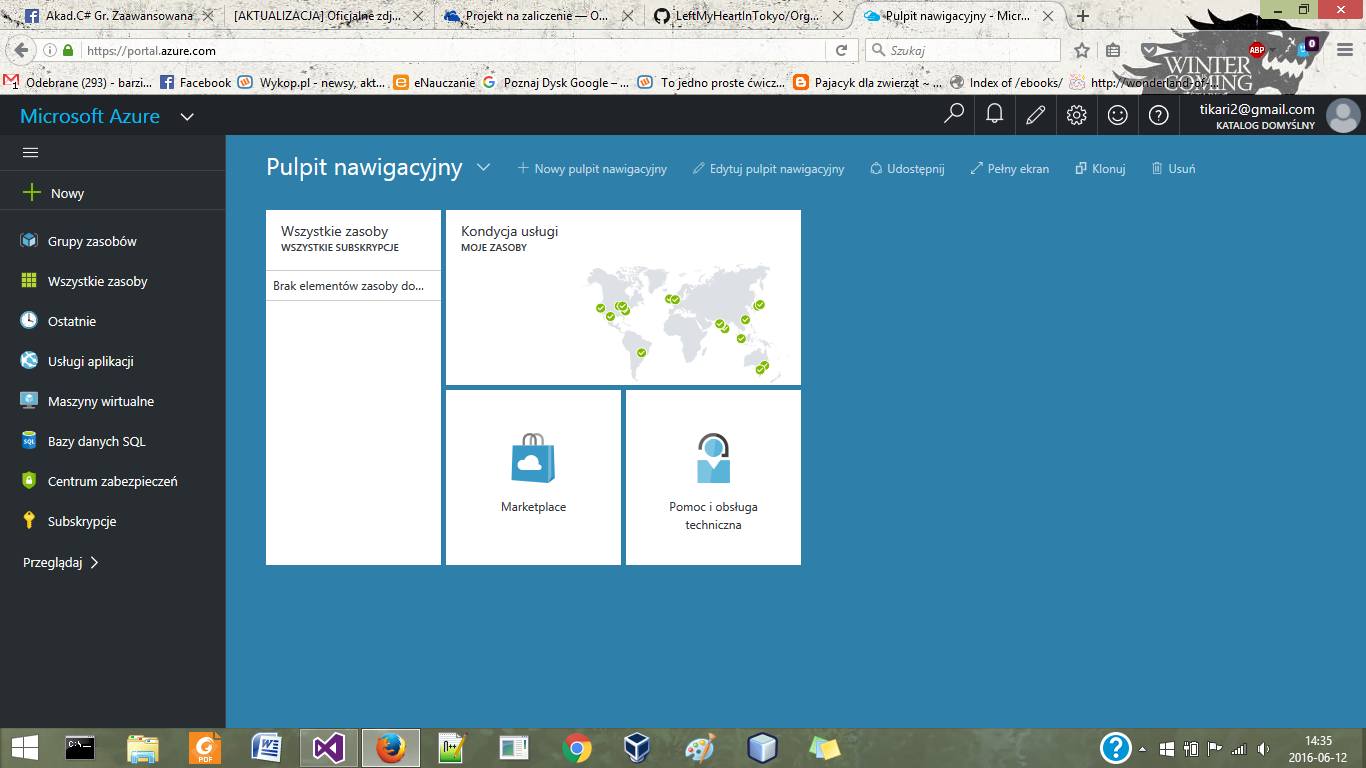 Akad.C# Gr. Zaawansowana
[AKTUALIZACJA] Oficjalne zdj...
Projekt na zaliczenie — O...
LeftMyHeartInTokyo/Org...
Pulpit nawigacyjny - Micr...
https://portal.azure.com
Szukaj
ABP
0
WINTER
IS
COMING
Odebrane (293) - barzi...
Facebook
Wykop.pl - newsy, akt...
eNauczanie
Poznaj Dysk Google – ...
To jedno proste ćwicz...
Pajacyk dla zwierząt ~ ...
Index of /ebooks/
http://wonderland-of-...
Microsoft Azure
tikari2@gmail.com
KATALOG DOMYŚLNY
Pulpit nawigacyjny
Nowy pulpit nawigacyjny
Edytuj pulpit nawigacyjny
Udostępnij
Pełny ekran
Klonuj
Usuń
Nowy
Grupy zasobów
Wszystkie zasoby
Ostatnie
Usługi aplikacji
Maszyny wirtualne
Bazy danych SQL
SQL
Centrum zabezpieczeń
Subskrypcje
Przeglądaj
Wszystkie zasoby
WSZYSTKIE SUBSKRYPCJE
Brak elementów zasoby do...
Kondycja usługi
MOJE ZASOBY
Marketplace
Pomoc i obsługa
techniczna
C:\_
PDF
n++
14:35
2016-06-12